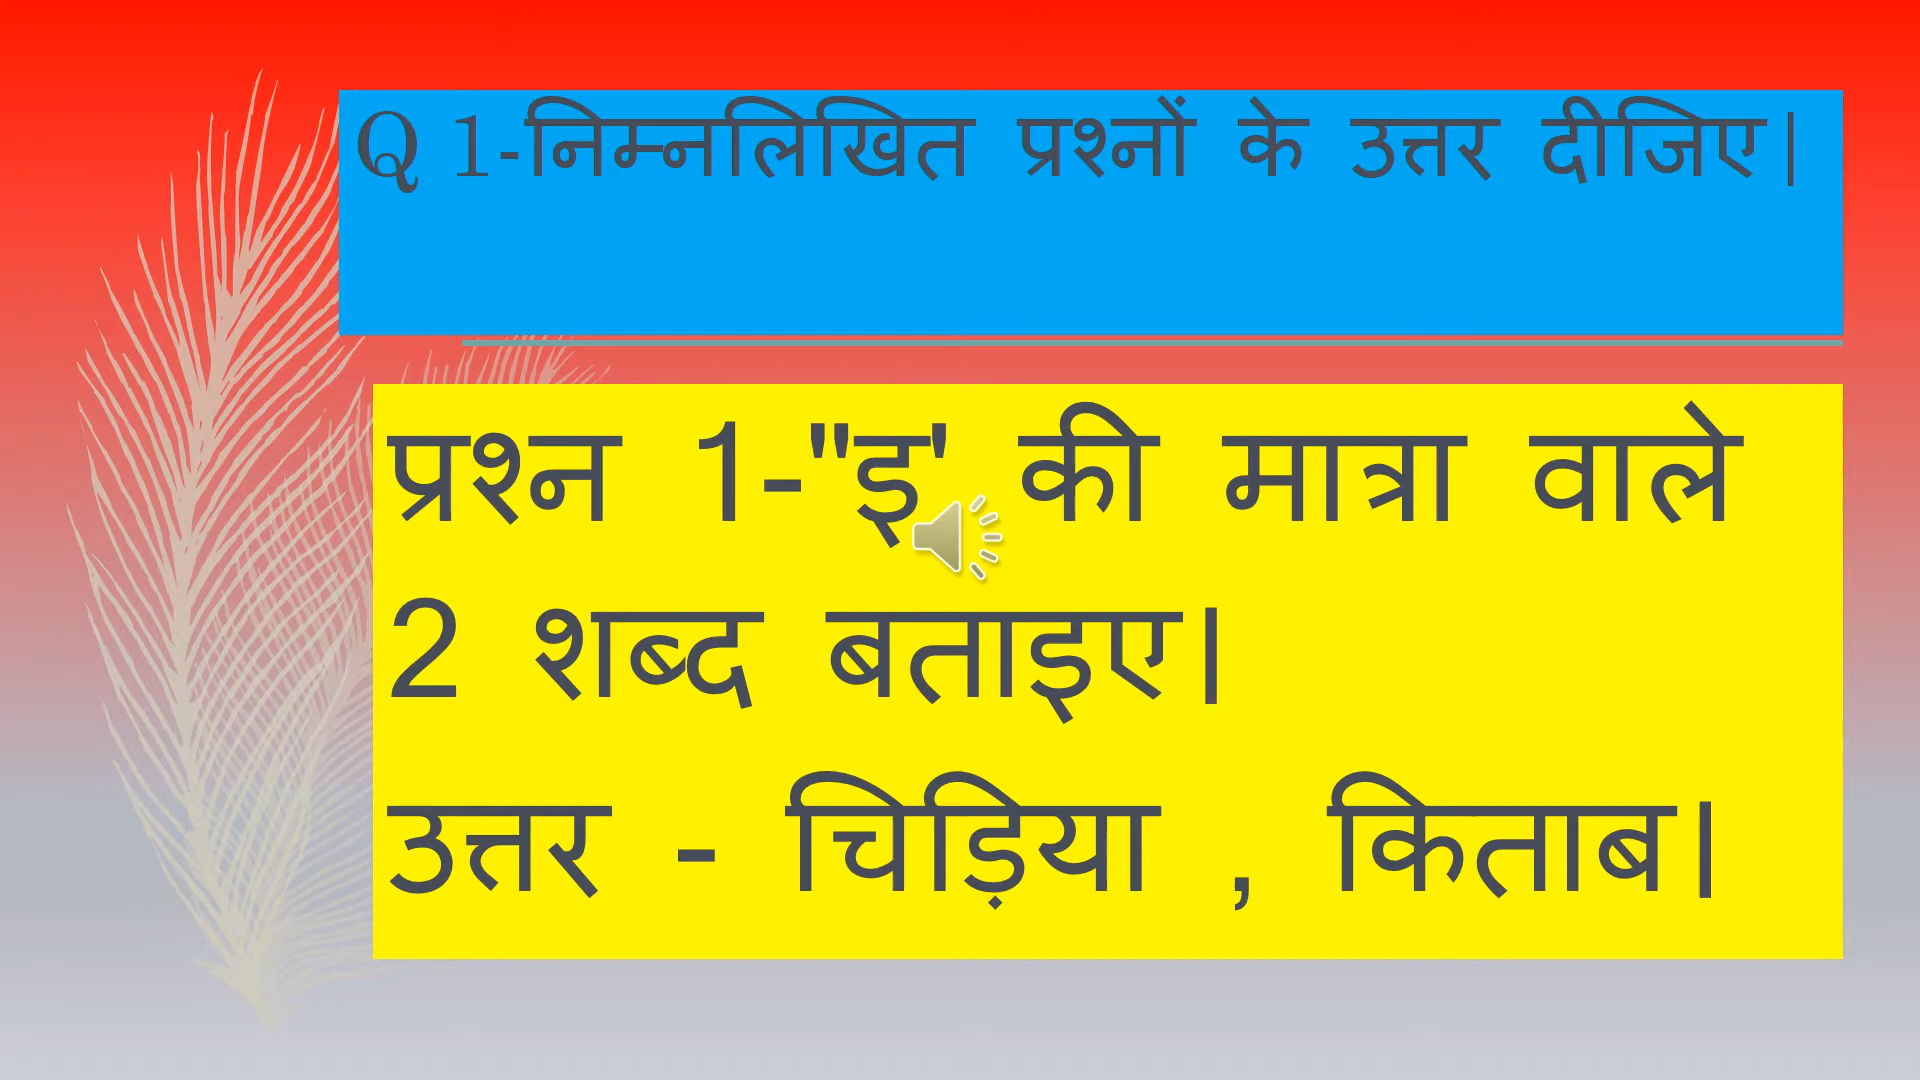 Q 1-निम्नलिखित प्रश्नों के उत्तर दीजिए|
प्रश्न 1-"इ' की मात्रा वाले
2 शब्द बताइए।
उत्तर - चिड़िया , किताब।